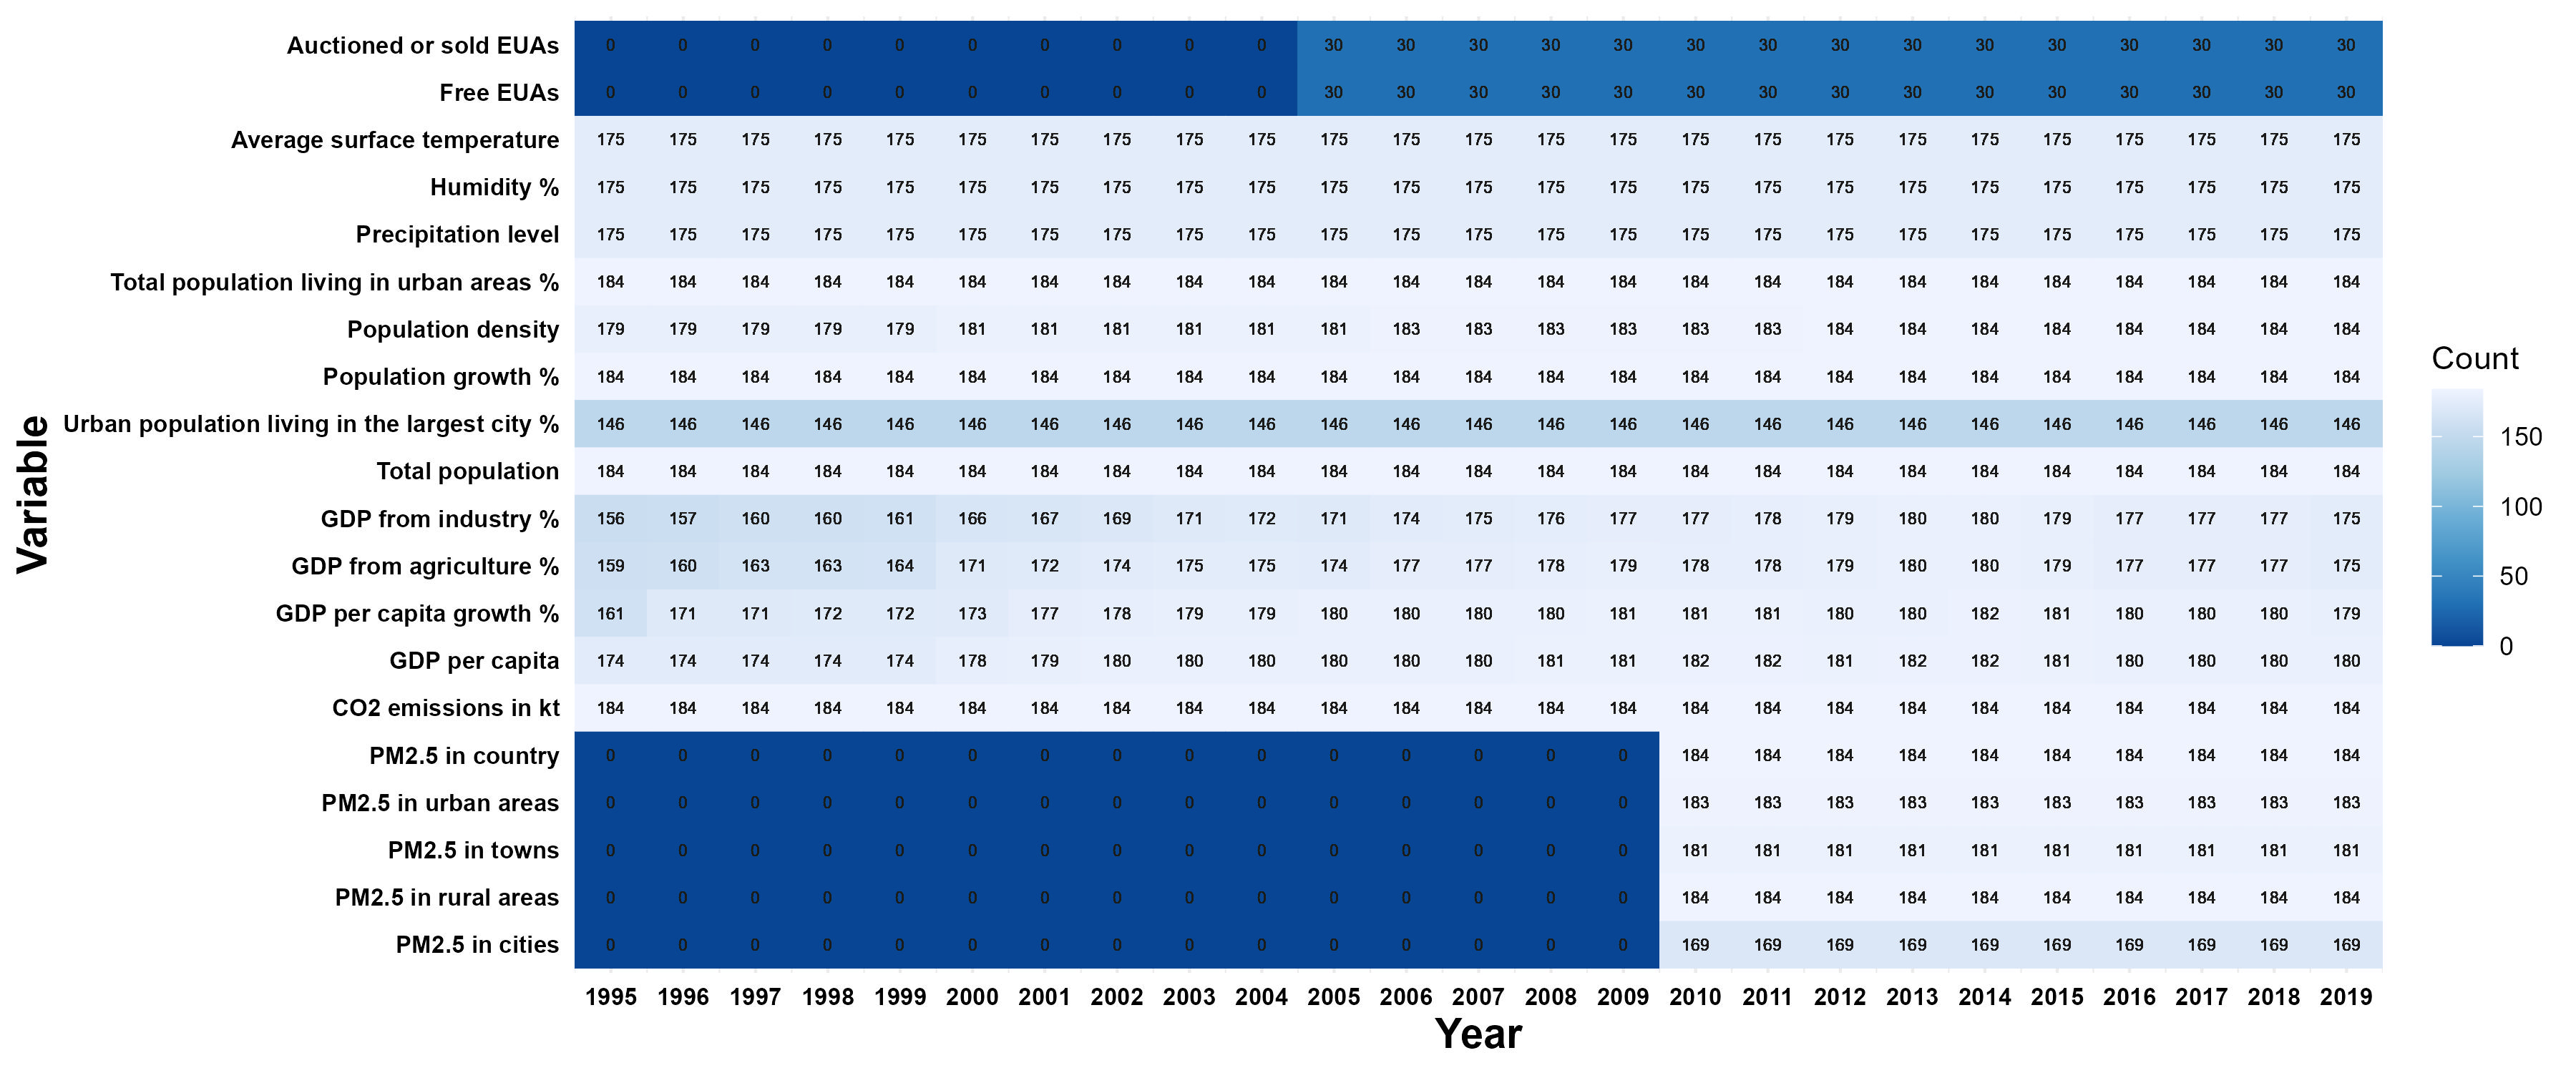 Auctioned or sold EUAs 0 0 0 0 0 0 0 0 0 0 30 30 30 30 30 30 30 30 30 30 30 30 30 30 30
Free EUAs 0 0 0 0 0 0 0 0 0 0 30 30 30 30 30 30 30 30 30 30 30 30 30 30 30
Average surface temperature 175 175 175 175 175 175 175 175 175 175 175 175 175 175 175 175 175 175 175 175 175 175 175 175 175
Humidity % 175 175 175 175 175 175 175 175 175 175 175 175 175 175 175 175 175 175 175 175 175 175 175 175 175
Precipitation level 175 175 175 175 175 175 175 175 175 175 175 175 175 175 175 175 175 175 175 175 175 175 175 175 175
Total population living in urban areas % 184 184 184 184 184 184 184 184 184 184 184 184 184 184 184 184 184 184 184 184 184 184 184 184 184
Population density 179 179 179 179 179 181 181 181 181 181 181 183 183 183 183 183 183 184 184 184 184 184 184 184 184
Population growth % 184 184 184 184 184 184 184 184 184 184 184 184 184 184 184 184 184 184 184 184 184 184 184 184 184
Urban population living in the largest city % 146 146 146 146 146 146 146 146 146 146 146 146 146 146 146 146 146 146 146 146 146 146 146 146 146
Total population 184 184 184 184 184 184 184 184 184 184 184 184 184 184 184 184 184 184 184 184 184 184 184 184 184
GDP from industry % 156 157 160 160 161 166 167 169 171 172 171 174 175 176 177 177 178 179 180 180 179 177 177 177 175
GDP from agriculture % 159 160 163 163 164 171 172 174 175 175 174 177 177 178 179 178 178 179 180 180 179 177 177 177 175
GDP per capita growth % 161 171 171 172 172 173 177 178 179 179 180 180 180 180 181 181 181 180 180 182 181 180 180 180 179
GDP per capita 174 174 174 174 174 178 179 180 180 180 180 180 180 181 181 182 182 181 182 182 181 180 180 180 180
CO2 emissions in kt 184 184 184 184 184 184 184 184 184 184 184 184 184 184 184 184 184 184 184 184 184 184 184 184 184
PM2.5 in country 0 0 0 0 0 0 0 0 0 0 0 0 0 0 0 184 184 184 184 184 184 184 184 184 184
PM2.5 in urban areas 0 0 0 0 0 0 0 0 0 0 0 0 0 0 0 183 183 183 183 183 183 183 183 183 183
PM2.5 in towns 0 0 0 0 0 0 0 0 0 0 0 0 0 0 0 181 181 181 181 181 181 181 181 181 181
PM2.5 in rural areas 0 0 0 0 0 0 0 0 0 0 0 0 0 0 0 184 184 184 184 184 184 184 184 184 184
PM2.5 in cities 0 0 0 0 0 0 0 0 0 0 0 0 0 0 0 169 169 169 169 169 169 169 169 169 169
1995 1996 1997 1998 1999 2000 2001 2002 2003 2004 2005 2006 2007 2008 2009 2010 2011 2012 2013 2014 2015 2016 2017 2018 2019
Year
Variable
Count
150
100
50
0